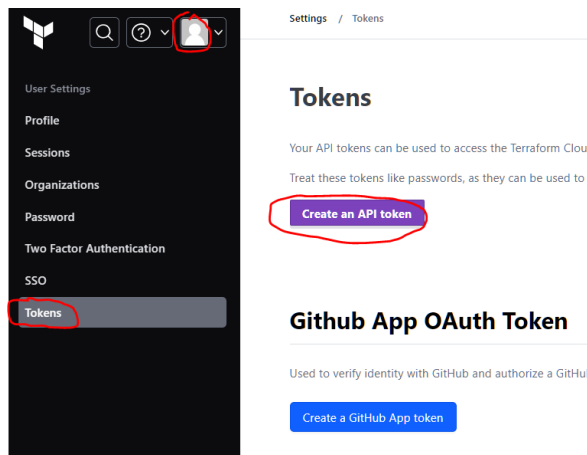 User Settings
Profile
Sessions
Organizations
Password
Two Factor Authentication
SSO
Tokens
Settings / Tokens
Tokens
Your API tokens can be used to access the Terraform Clou
Treat these tokens like passwords, as they can be used to
Create an API token
Github App OAuth Token
Used to verify identity with GitHub and authorize a GitHu
Create a GitHub App token